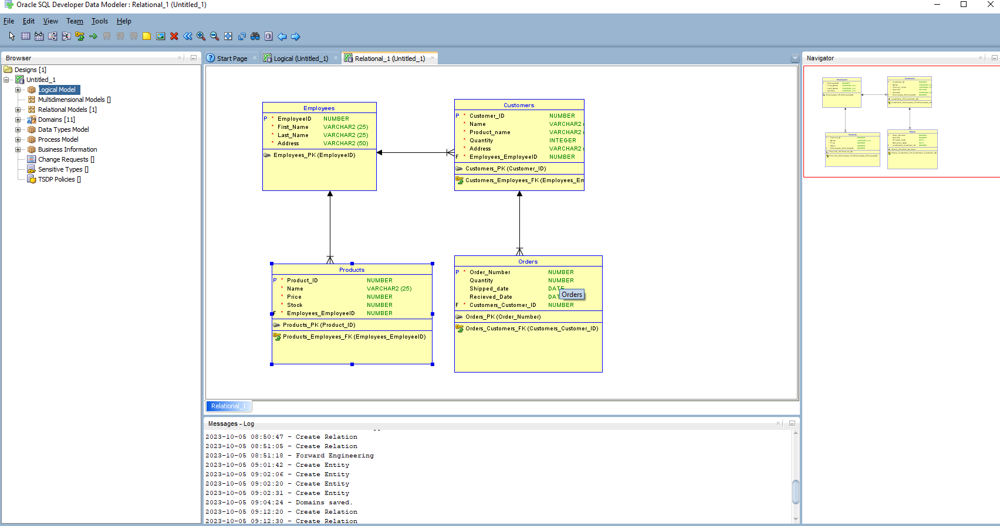 Oracle SQL Developer Data Modeler : Relational_1 (Untitled_1)
File Edit View Team Tools Help
Browser
Designs [1]
Untitled_1
Logical Model
Multidimensional Models []
Relational Models [1]
Domains [11]
Data Types Model
Process Model
Business Information
Change Requests []
Sensitive Types []
TSDP Policies []
Start Page
Logical (Untitled_1)
Relational_1 (Untitled_1)
Employees
P * EmployeeID NUMBER
* First_Name VARCHAR2 (25)
* Last_Name VARCHAR2 (25)
* Address VARCHAR2 (50)
Employees_PK (EmployeeID)
Customers
P * Customer_ID NUMBER
* Name VARCHAR2
* Product_name VARCHAR2
* Quantity INTEGER
* Address VARCHAR2
F * Employees_EmployeeID NUMBER
Customers_PK (Customer_ID)
Customers_Employees_FK (Employees_Em
Products
P * Product_ID NUMBER
* Name VARCHAR2 (25)
* Price NUMBER
* Stock NUMBER
F * Employees_EmployeeID NUMBER
Products_PK (Product_ID)
Products_Employees_FK (Employees_EmployeeID)
Orders
P * Order_Number NUMBER
Quantity NUMBER
Shipped_date DATE
Recieved_Date DAT
Orders
F * Customers_Customer_ID NUMBER
Orders_PK (Order_Number)
Orders_Customers_FK (Customers_Customer_ID)
Relational_1
Messages - Log
2023-10-05 08:50:47 - Create Relation
2023-10-05 08:51:05 - Create Relation
2023-10-05 08:51:18 - Forward Engineering
2023-10-05 09:01:42 - Create Entity
2023-10-05 09:02:06 - Create Entity
2023-10-05 09:02:20 - Create Entity
2023-10-05 09:02:31 - Create Entity
2023-10-05 09:04:24 - Domains saved.
2023-10-05 09:12:20 - Create Relation
2023-10-05 09:12:30 - Create Relation
Navigator